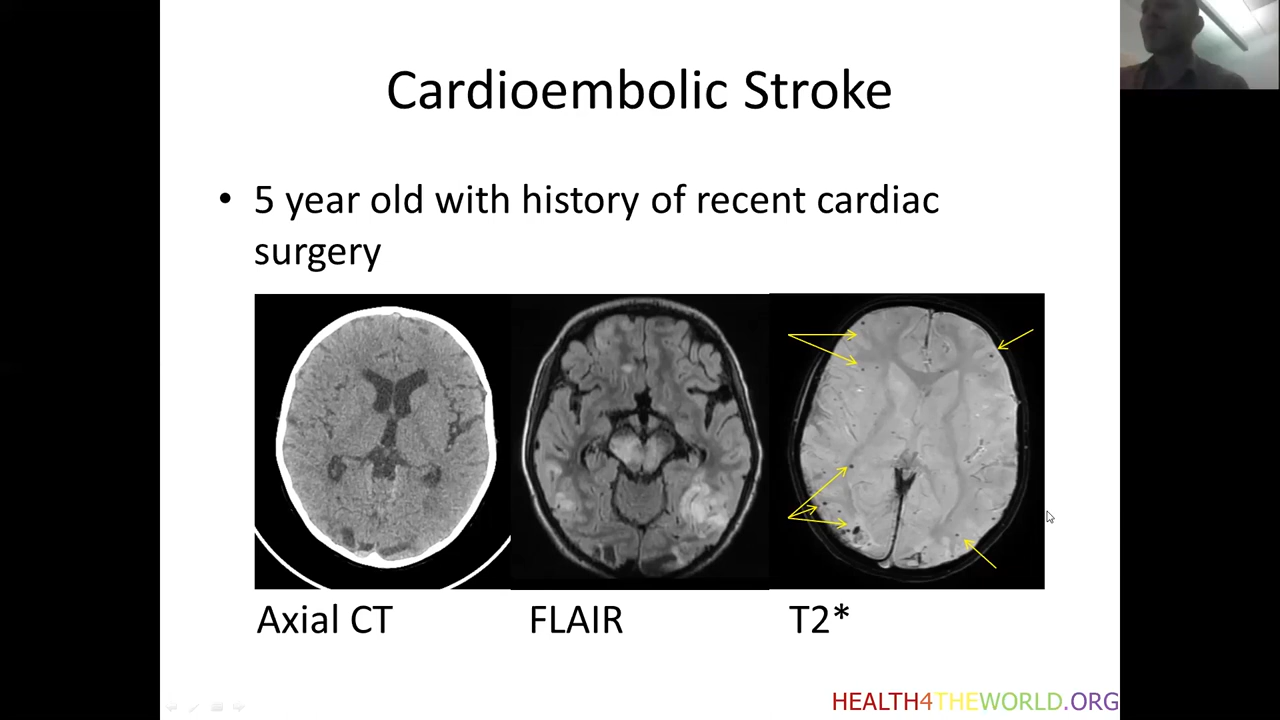 Cardioembolic Stroke
• 5 year old with history of recent cardiac
surgery
Axial CT
FLAIR
T2*
HEALTH4THEWORLD.ORG